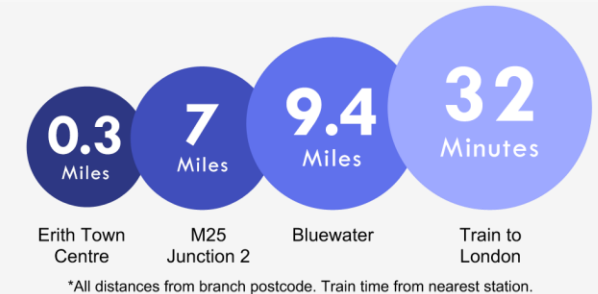 0.3
Miles
7
Miles
9.4
Miles
32
Minutes
Erith Town
Centre
M25
Junction 2
Bluewater
Train to
London
*All distances from branch postcode. Train time from nearest station.